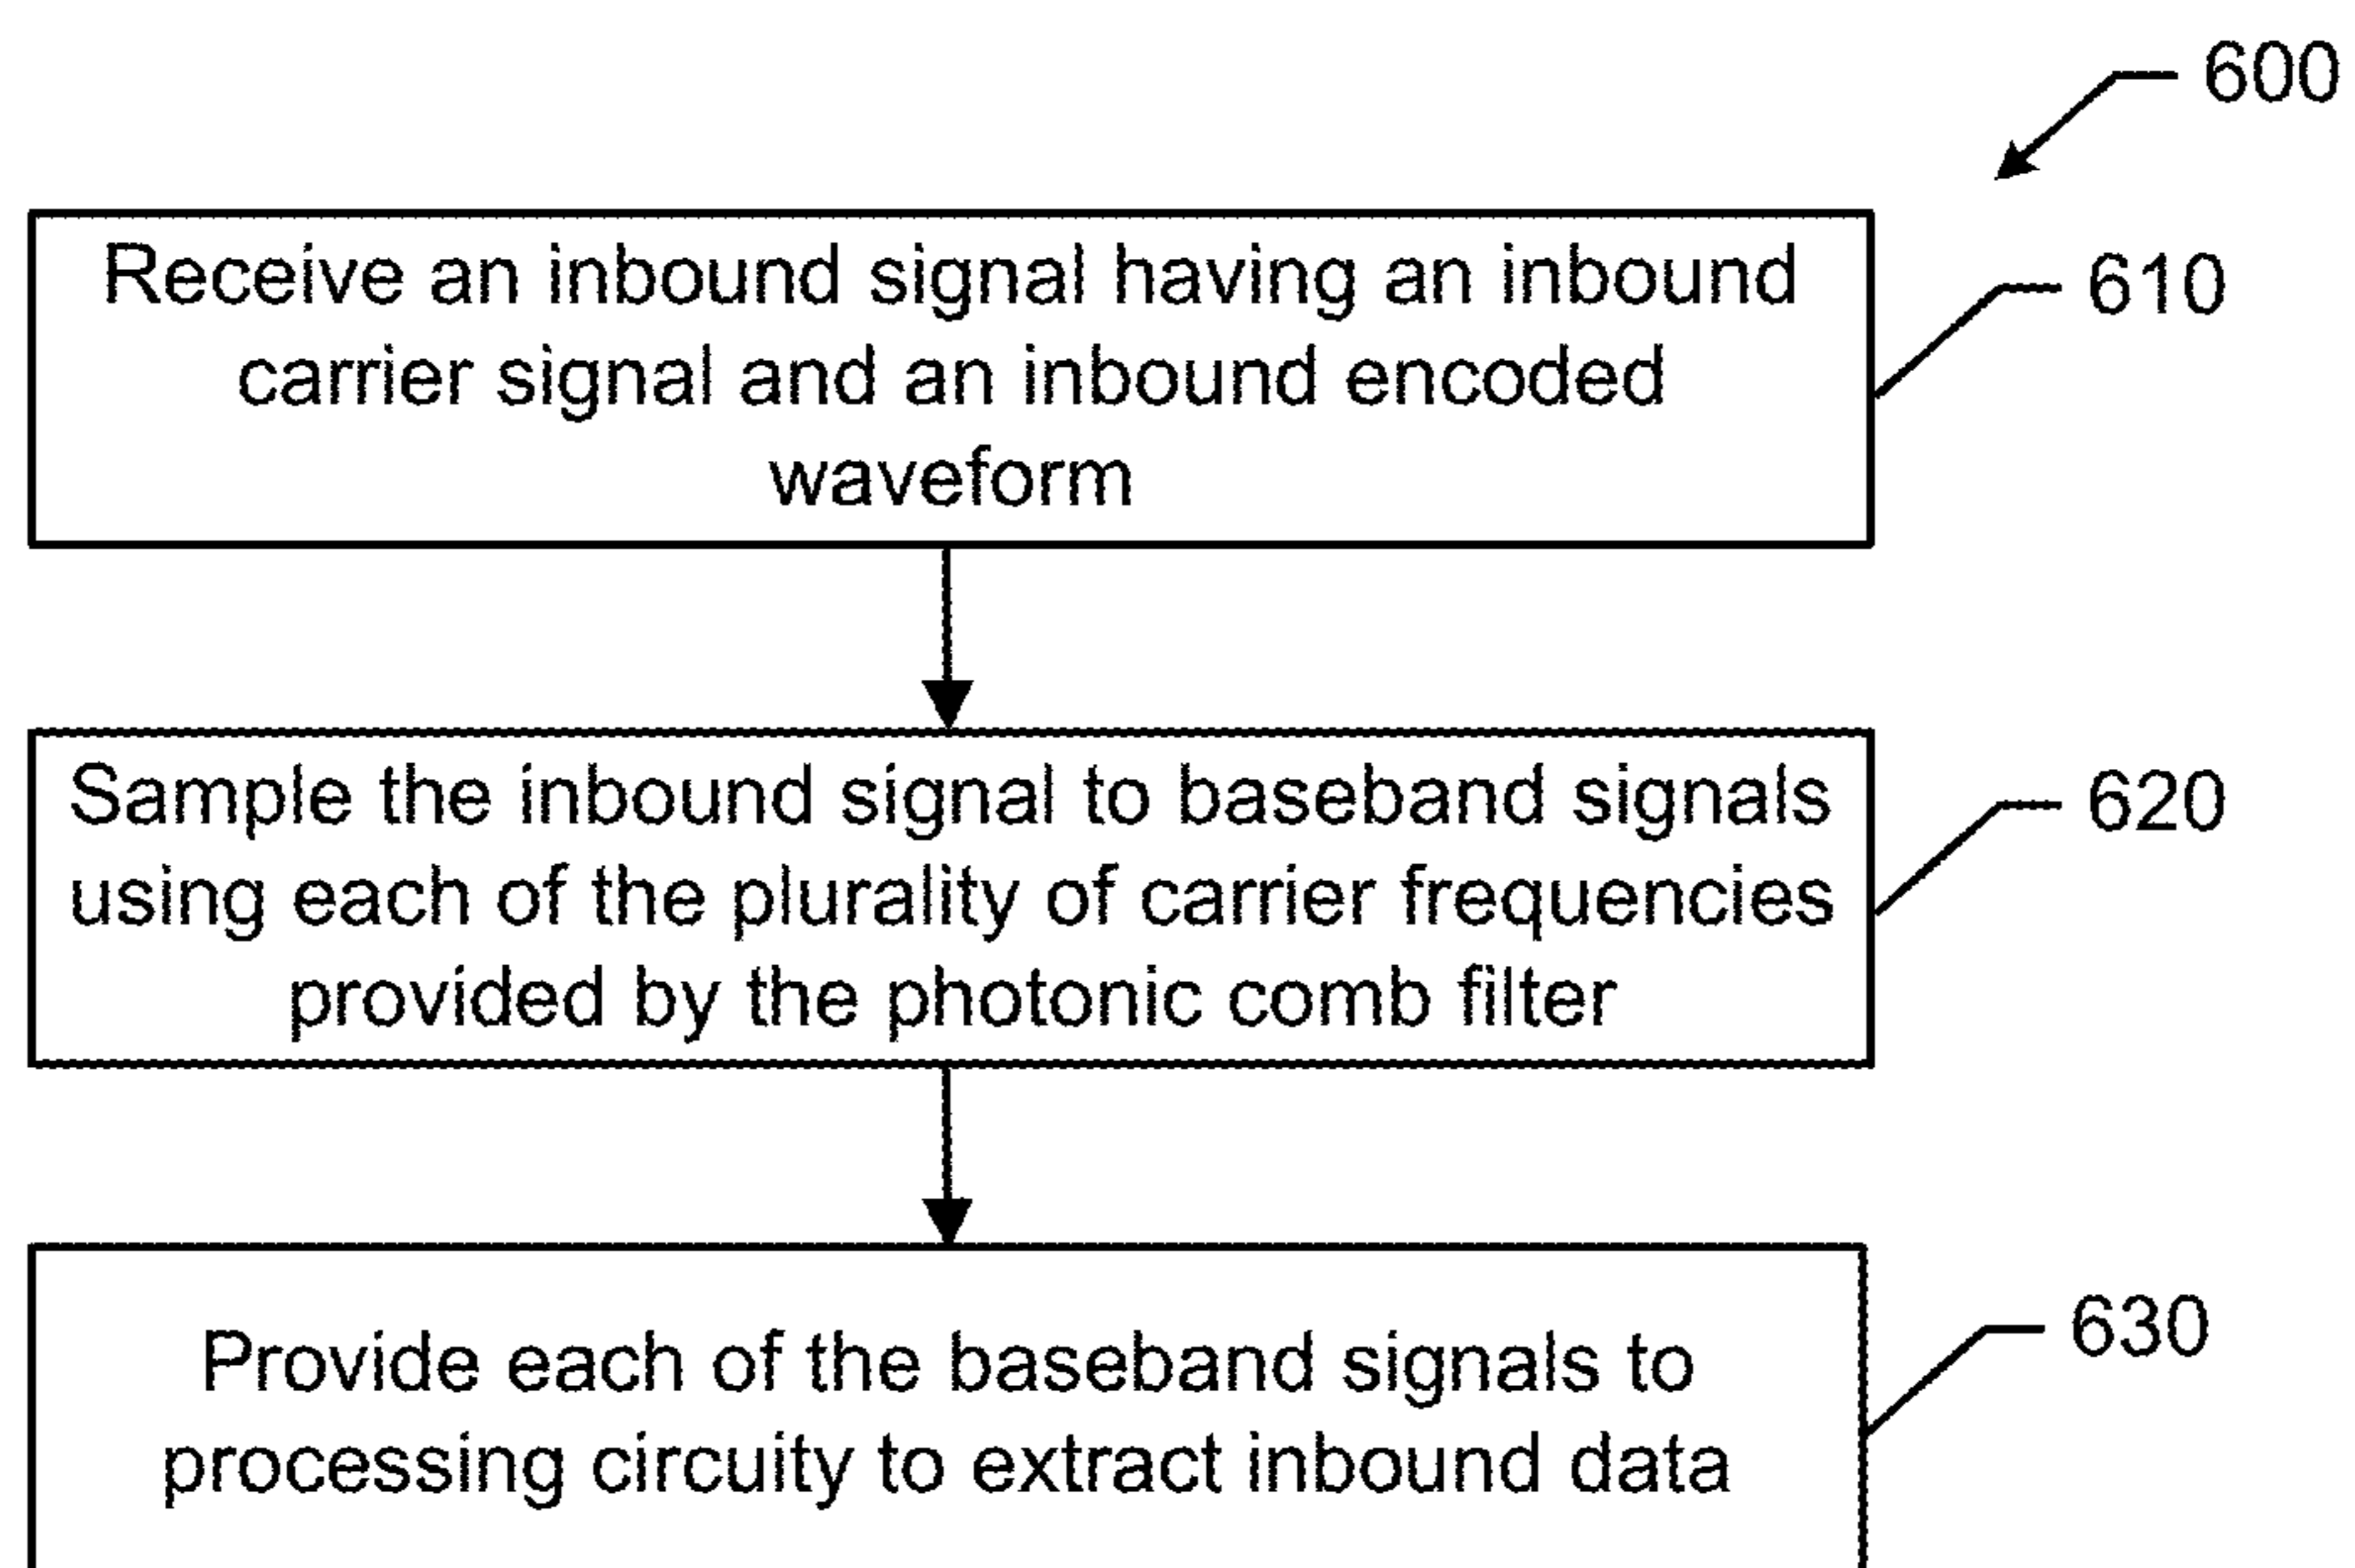 600
Receive an inbound signal having an inbound
carrier signal and an inbound encoded
waveform
610
Sample the inbound signal to baseband signals
using each of the plurality of carrier frequencies
provided by the photonic comb filter
620
Provide each of the baseband signals to
processing circuity to extract inbound data
630